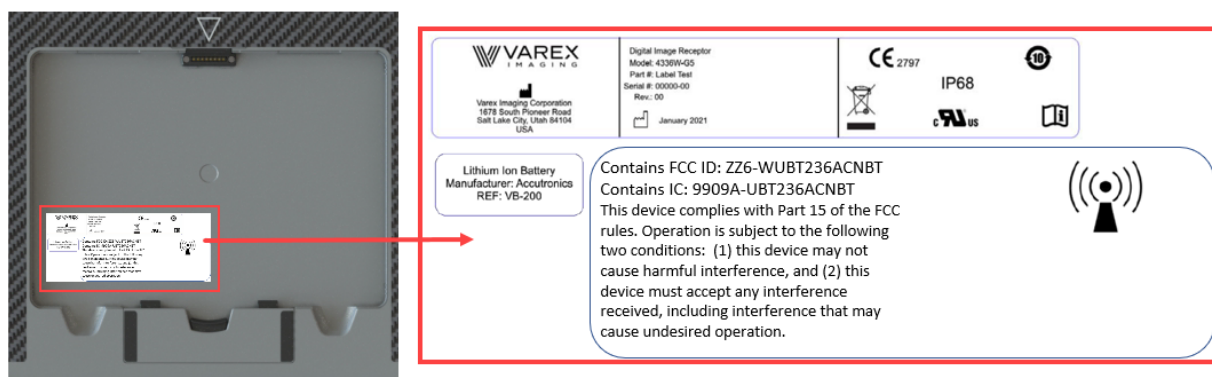 VAREX
IMAGING
Varex Imaging Corporation
1678 South Pioneer Road
Salt Lake City, Utah 84104
USA
Digital Image Receptor
Model: 4336W-G5
Part #: Label Test
Serial #: 00000-00
Rev.: 00
January 2021
CE 2797
10
IP68
c RU US
Lithium Ion Battery
Manufacturer: Accutronics
REF: VB-200
Contains FCC ID: ZZ6-WUBT236ACNBT
Contains IC: 9909A-UBT236ACNBT
This device complies with Part 15 of the FCC
rules. Operation is subject to the following
two conditions: (1) this device may not
cause harmful interference, and (2) this
device must accept any interference
received, including interference that may
cause undesired operation.